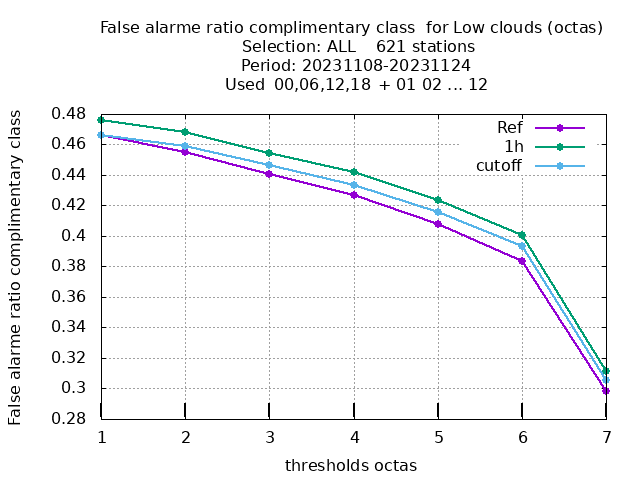 False alarme ratio complimentary class  for Low clouds (octas)
Selection: ALL    621 stations
Period: 20231108-20231124
Used  00,06,12,18  + 01 02 ... 12
False alarme ratio complimentary class
0.48
0.46
0.44
0.42
0.4
0.38
0.36
0.34
0.32
0.3
0.28
Ref
1h
cutoff
1 2 3 4 5 6 7
thresholds octas